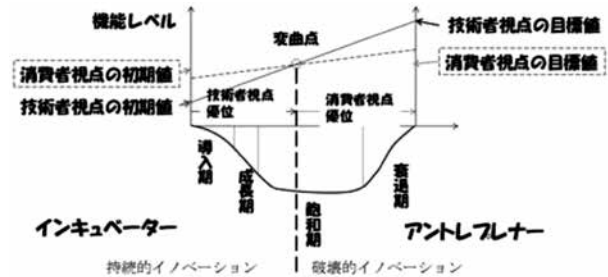 機能レベル
技術者視点の目標値
変曲点
消費者視点の初期値
消費者視点の目標値
技術者視点の初期値
技術者視点
優位
消費者視点
優位
導入期
成長期
飽和期
衰退期
インキュベーター
アントレプレナー
持続的イノベーション
破壊的イノベーション